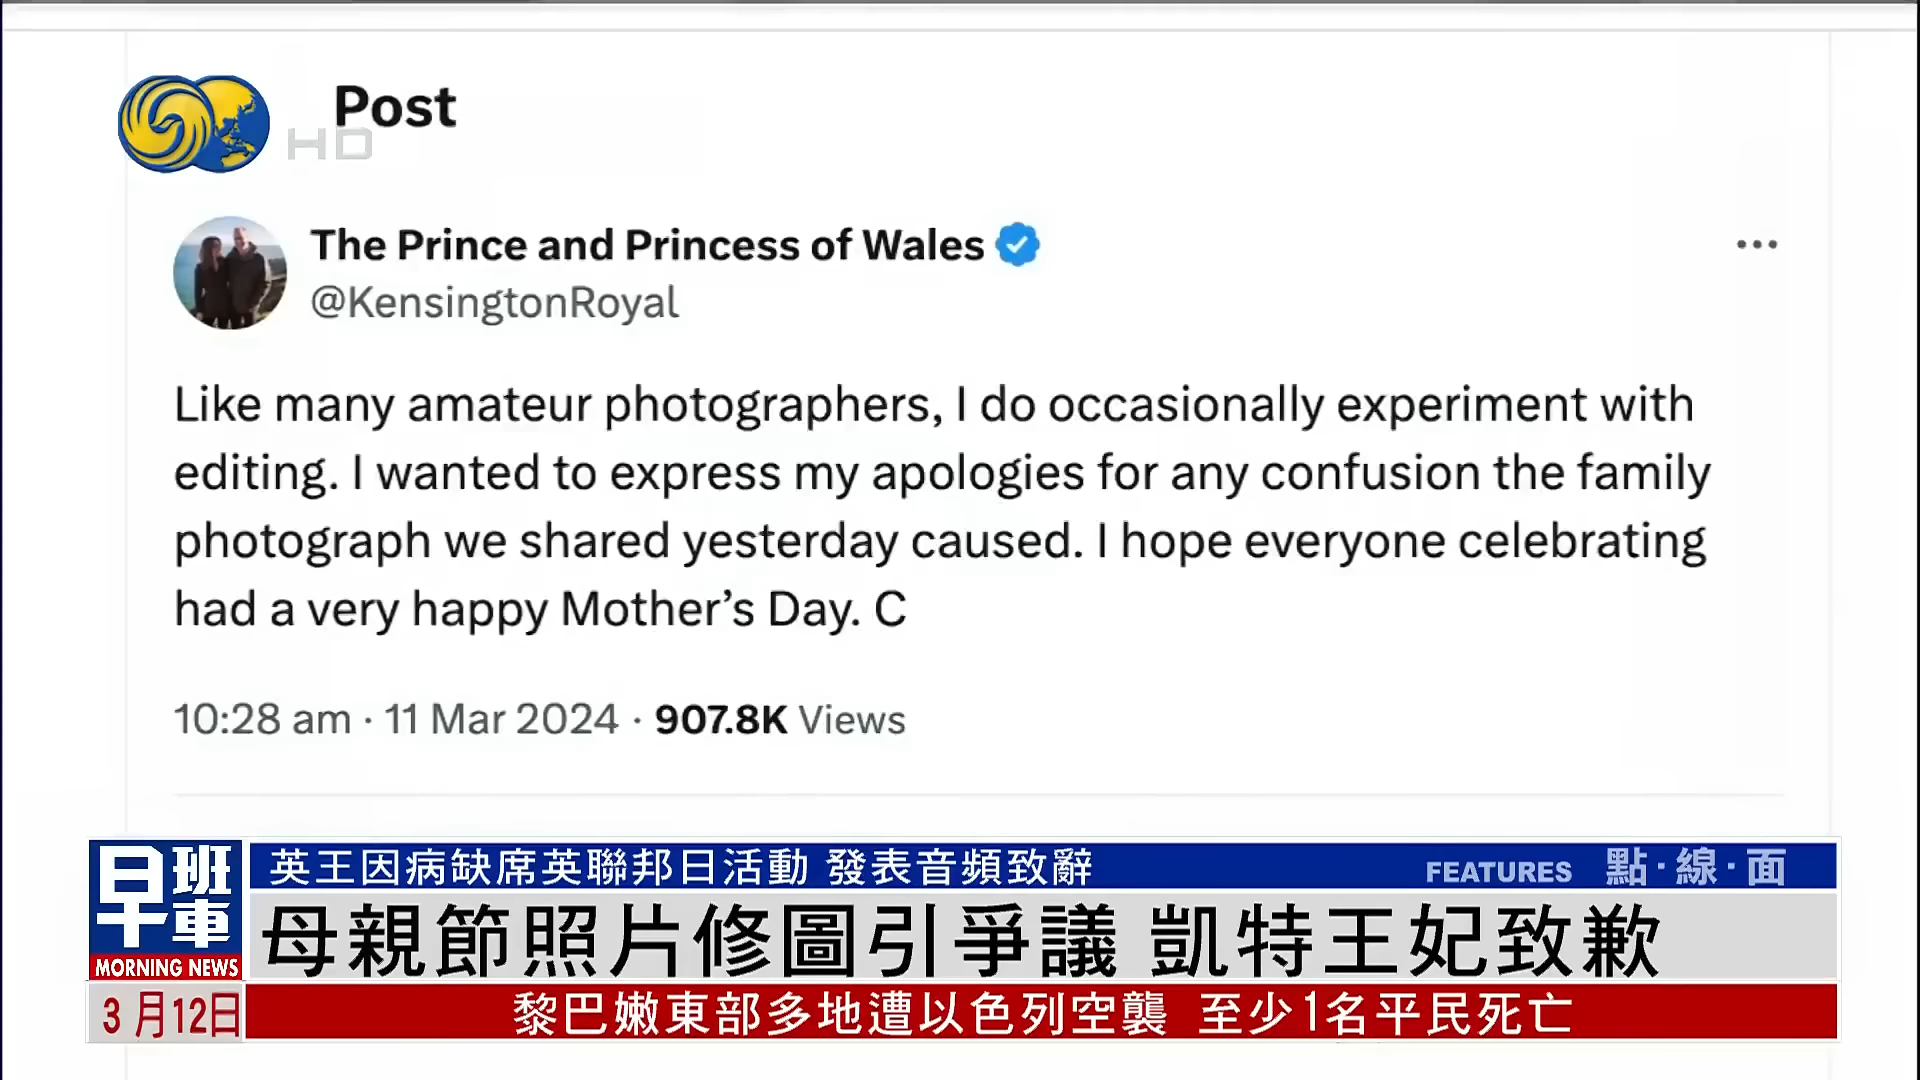 Post
HD
The Prince and Princess of Wales
@KensingtonRoyal
Like many amateur photographers, I do occasionally experiment with
editing. I wanted to express my apologies for any confusion the family
photograph we shared yesterday caused. I hope everyone celebrating
had a very happy Mother’s Day. C
10:28 am · 11 Mar 2024 · 907.8K Views
早班車
MORNING NEWS
英王因病缺席英聯邦日活動 發表音頻致辭
FEATURES 點·線·面
母親節照片修圖引爭議 凱特王妃致歉
3月12日
黎巴嫩東部多地遭以色列空襲 至少1名平民死亡